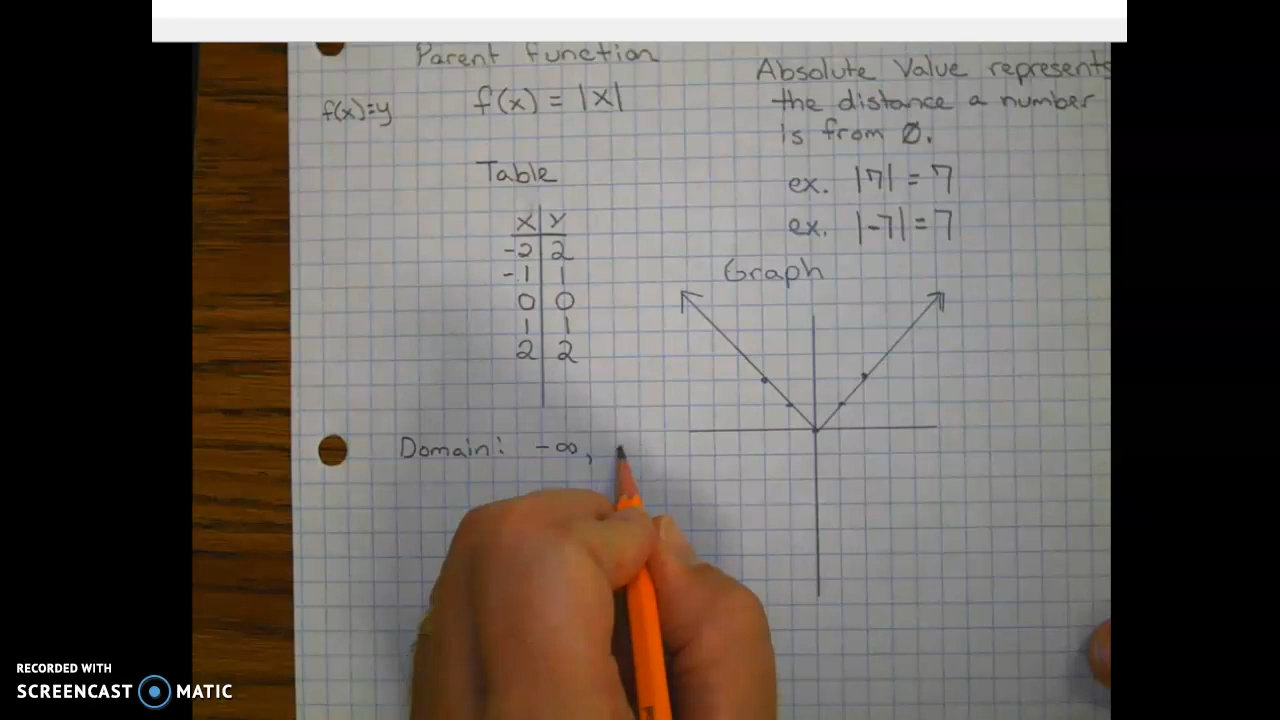 Parent function
f(x)=y
f(x) = |x|
Absolute Value represents
the distance a number
is from 0.
ex. |7| = 7
ex. |-7| = 7
Table
X Y
-2 2
-1 1
0 0
1 1
2 2
Graph
Domain: -∞,
RECORDED WITH
SCREENCAST MATIC